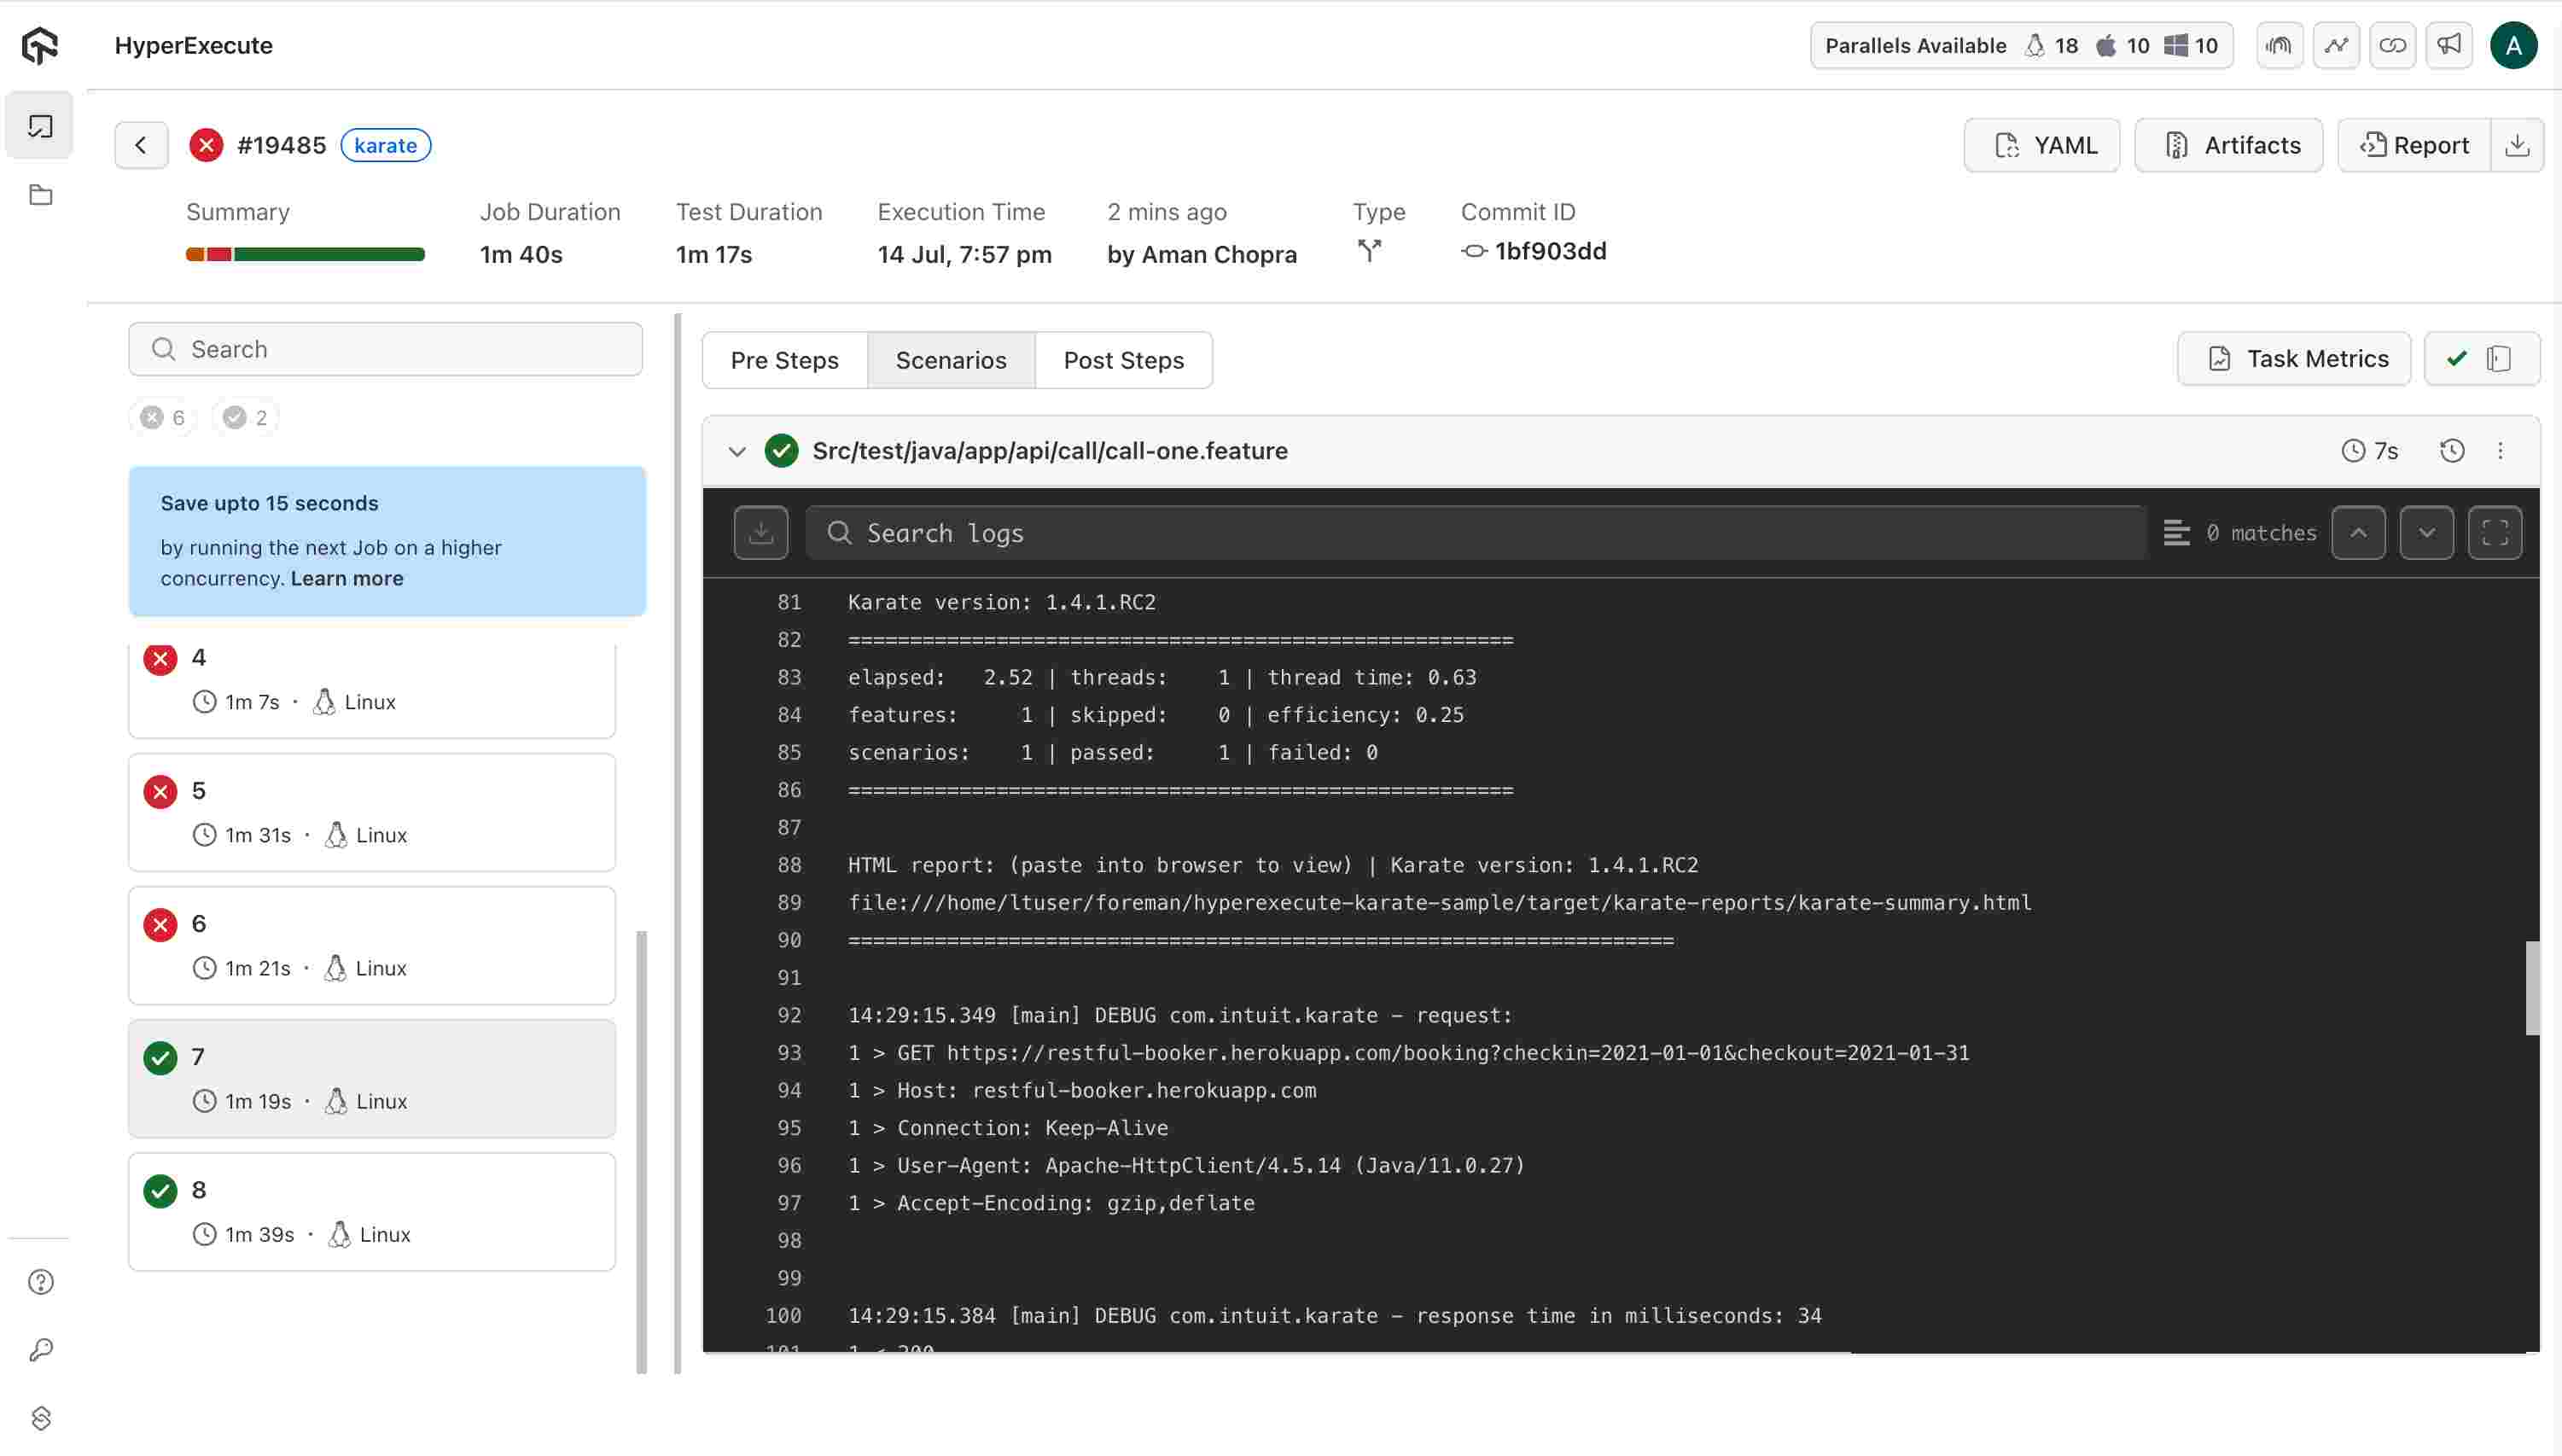 HyperExecute
Parallels Available 18 10 10
A
#19485 karate
YAML
Artifacts
Report
Summary
Job Duration
1m 40s
Test Duration
1m 17s
Execution Time
14 Jul, 7:57 pm
2 mins ago
by Aman Chopra
Type
Commit ID
1bf903dd
Search
6
2
Save upto 15 seconds
by running the next Job on a higher
concurrency. Learn more
4
1m 7s · Linux
5
1m 31s · Linux
6
1m 21s · Linux
7
1m 19s · Linux
8
1m 39s · Linux
Pre Steps
Scenarios
Post Steps
Task Metrics
Src/test/java/app/api/call/call-one.feature
7s
Search logs
0 matches
81 Karate version: 1.4.1.RC2
82 ======================================================
83 elapsed:   2.52 | threads:    1 | thread time: 0.63
84 features:     1 | skipped:    0 | efficiency: 0.25
85 scenarios:    1 | passed:     1 | failed: 0
86 ======================================================
87
88 HTML report: (paste into browser to view) | Karate version: 1.4.1.RC2
89 file:///home/ltuser/foreman/hyperexecute-karate-sample/target/karate-reports/karate-summary.html
90 ===================================================================
91
92 14:29:15.349 [main] DEBUG com.intuit.karate - request:
93 1 > GET https://restful-booker.herokuapp.com/booking?checkin=2021-01-01&checkout=2021-01-31
94 1 > Host: restful-booker.herokuapp.com
95 1 > Connection: Keep-Alive
96 1 > User-Agent: Apache-HttpClient/4.5.14 (Java/11.0.27)
97 1 > Accept-Encoding: gzip,deflate
98
99
100 14:29:15.384 [main] DEBUG com.intuit.karate - response time in milliseconds: 34
101 1 < 200